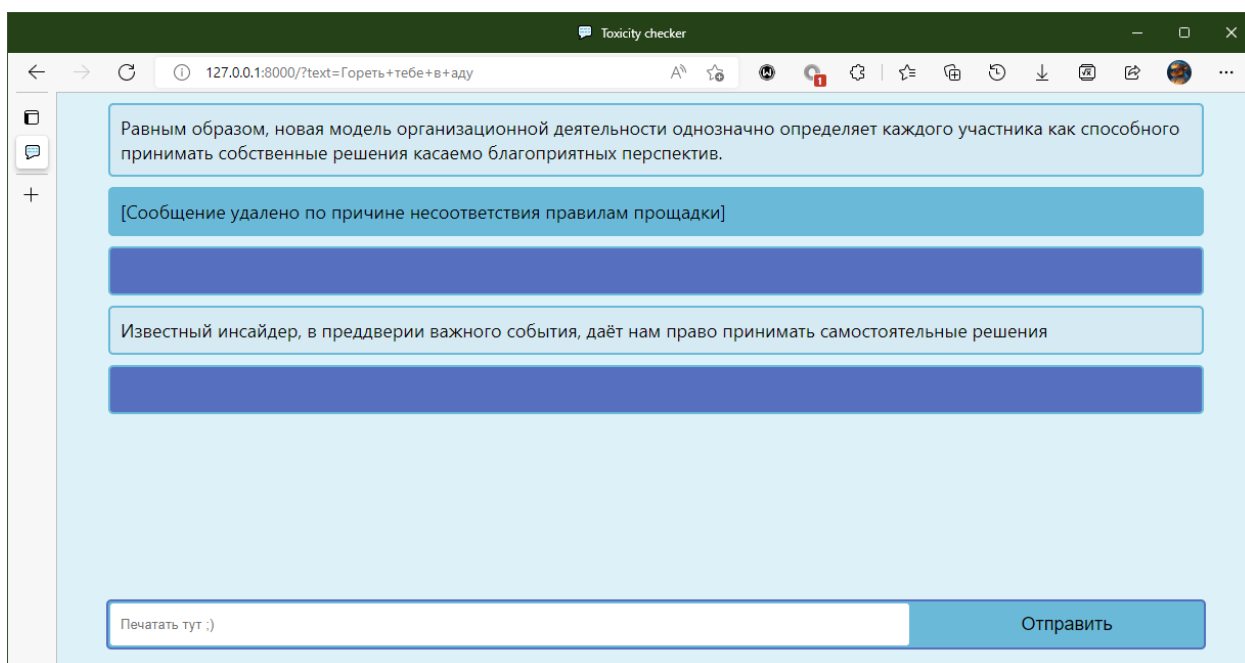 Toxicity checker
127.0.0.1:8000/?text=Гореть+тебе+в+аду
1
Равным образом, новая модель организационной деятельности однозначно определяет каждого участника как способного
принимать собственные решения касаемо благоприятных перспектив.
[Сообщение удалено по причине несоответствия правилам прощадки]
Известный инсайдер, в преддверии важного события, даёт нам право принимать самостоятельные решения
Печатать тут ;)
Отправить